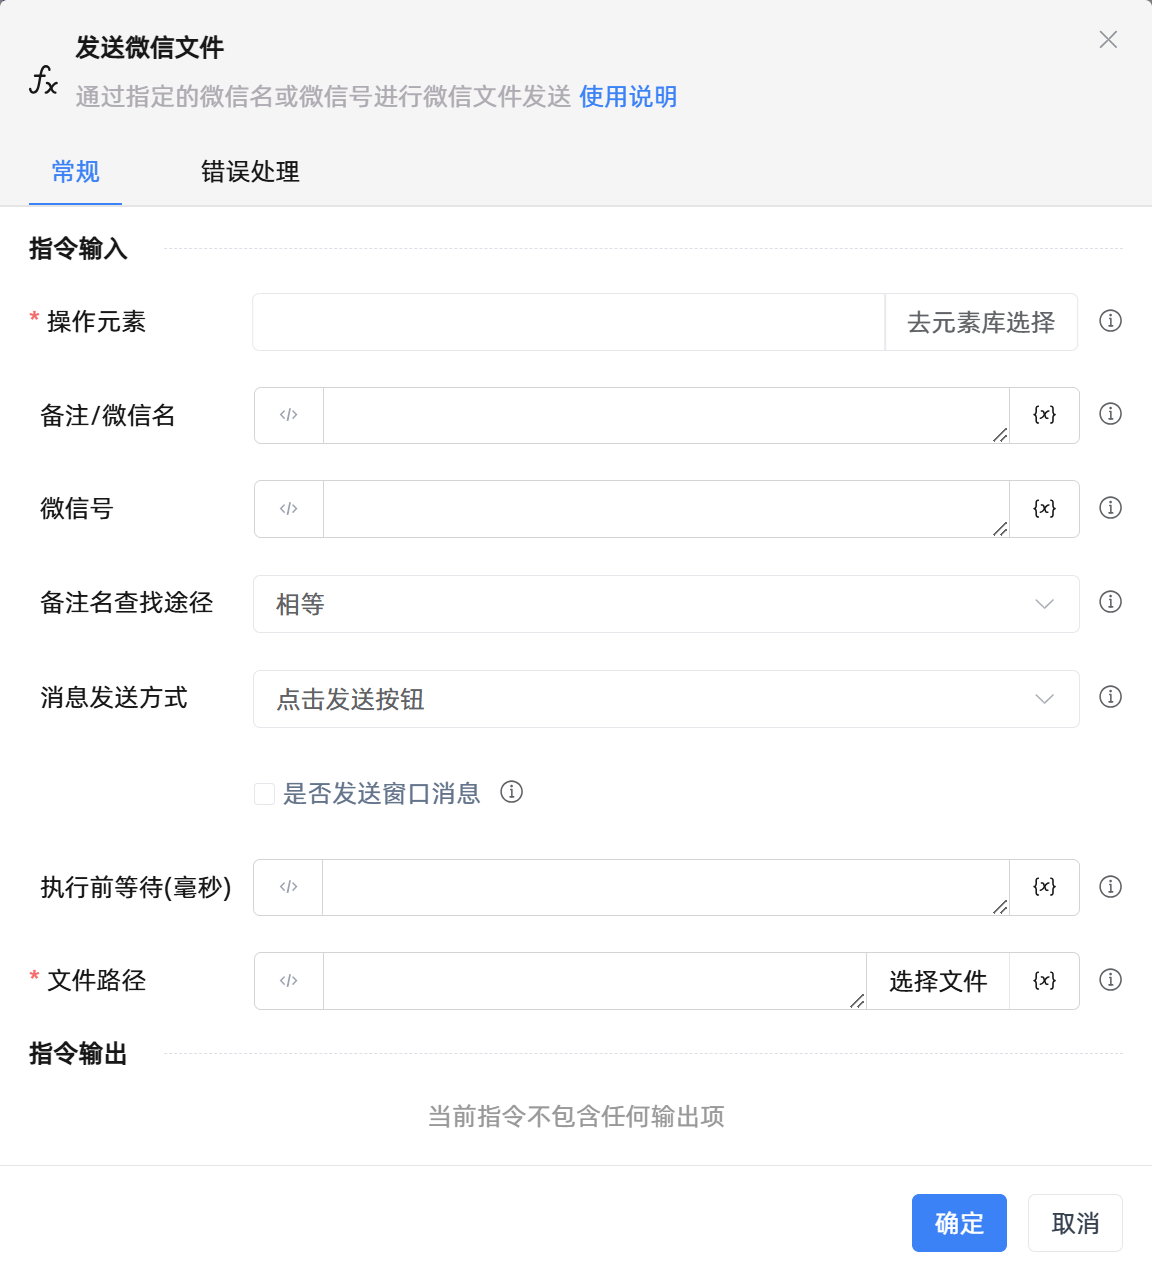 发送微信文件
通过指定的微信名或微信号进行微信文件发送 使用说明
常规 错误处理
指令输入
* 操作元素 去元素库选择
备注/微信名 </> {x}
微信号 </> {x}
备注名查找途径 相等
消息发送方式 点击发送按钮
是否发送窗口消息
执行前等待(毫秒) </> {x}
* 文件路径 </> 选择文件 {x}
指令输出
当前指令不包含任何输出项
确定 取消